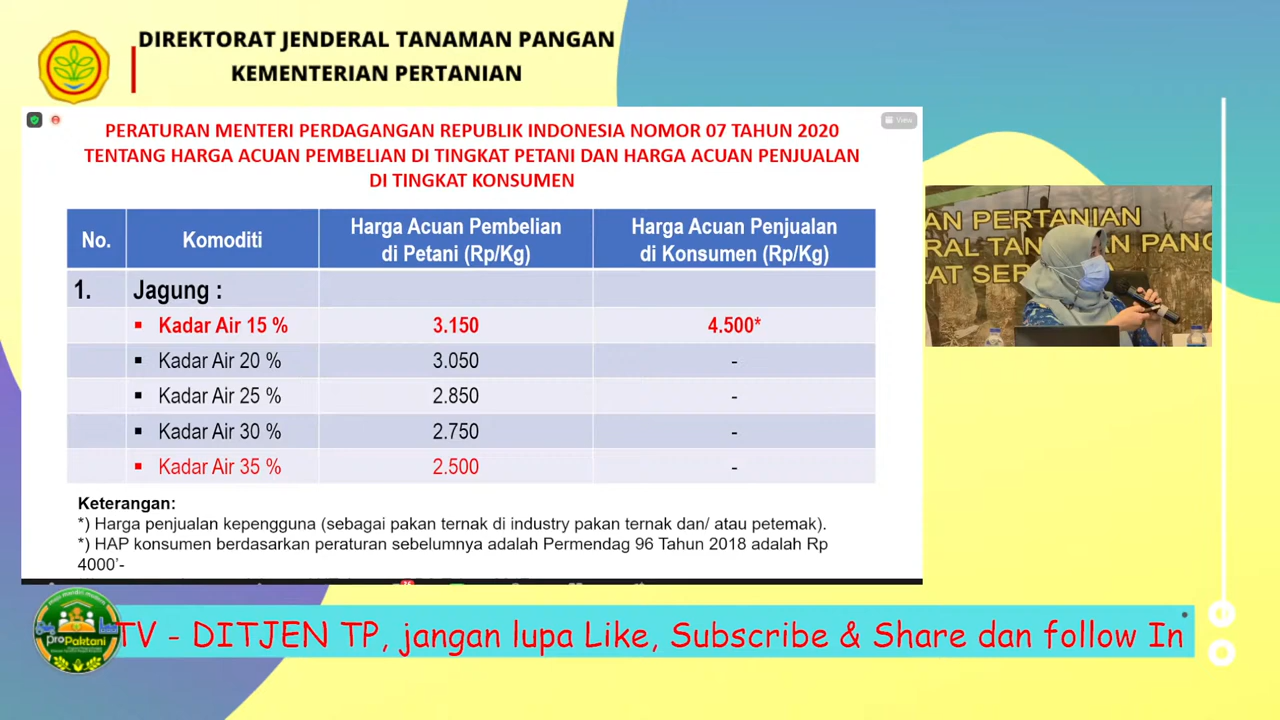 DIREKTORAT JENDERAL TANAMAN PANGAN
KEMENTERIAN PERTANIAN
View
PERATURAN MENTERI PERDAGANGAN REPUBLIK INDONESIA NOMOR 07 TAHUN 2020
TENTANG HARGA ACUAN PEMBELIAN DI TINGKAT PETANI DAN HARGA ACUAN PENJUALAN
DI TINGKAT KONSUMEN
No. Komoditi Harga Acuan Pembelian di Petani (Rp/Kg) Harga Acuan Penjualan di Konsumen (Rp/Kg)
1. Jagung :
▪ Kadar Air 15 % 3.150 4.500*
▪ Kadar Air 20 % 3.050 -
▪ Kadar Air 25 % 2.850 -
▪ Kadar Air 30 % 2.750 -
▪ Kadar Air 35 % 2.500 -
Keterangan:
*) Harga penjualan kepengguna (sebagai pakan ternak di industry pakan ternak dan/ atau petemak).
*) HAP konsumen berdasarkan peraturan sebelumnya adalah Permendag 96 Tahun 2018 adalah Rp
4000’-
AN PERTANIAN
ERAL TAN PANG
AT SER
proPaktani
TV - DITJEN TP, jangan lupa Like, Subscribe & Share dan follow In